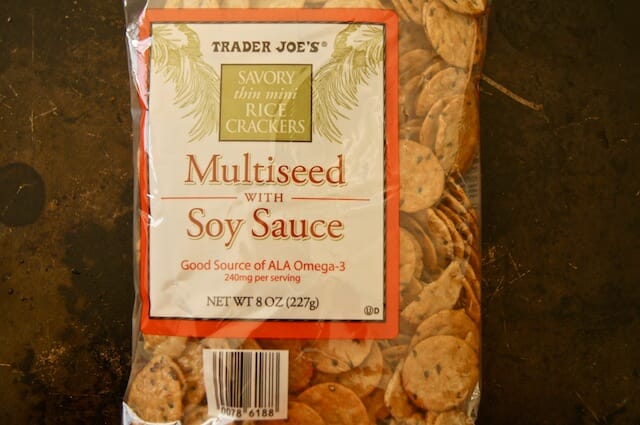 TRADER JOE'S®
SAVORY
thin mini
RICE
CRACKERS
Multiseed
WITH
Soy Sauce
Good Source of ALA Omega-3
240mg per serving
NET WT 8 OZ (227g)
U D
0078 6188